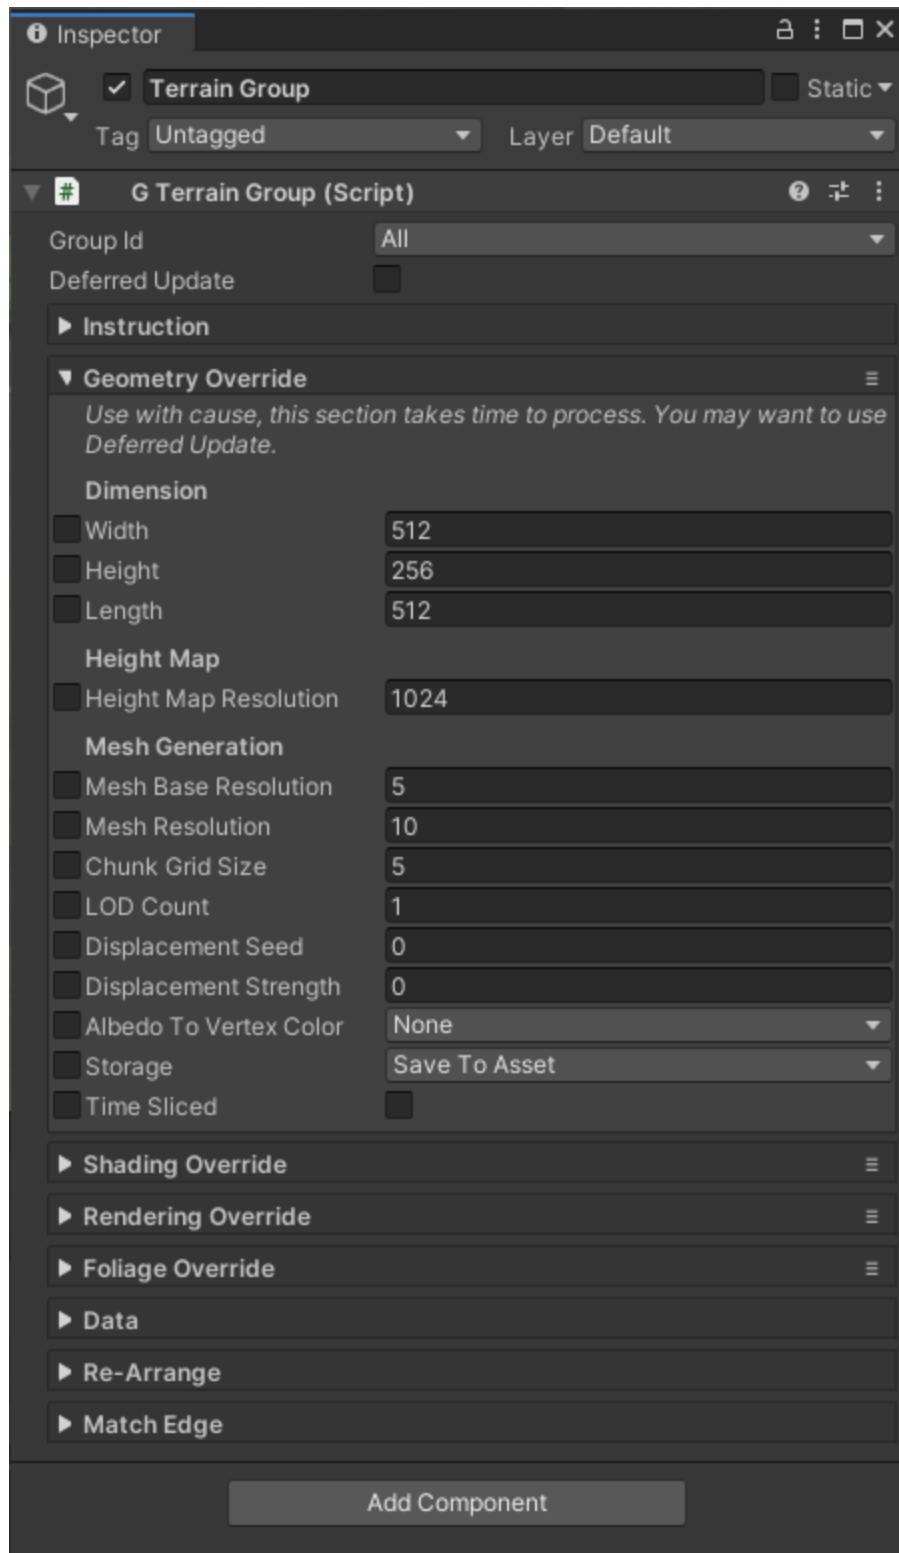 Inspector
Terrain Group
Static
Tag Untagged Layer Default
# G Terrain Group (Script)
Group Id All
Deferred Update
Instruction
Geometry Override
Use with cause, this section takes time to process. You may want to use
Deferred Update.
Dimension
Width 512
Height 256
Length 512
Height Map
Height Map Resolution 1024
Mesh Generation
Mesh Base Resolution 5
Mesh Resolution 10
Chunk Grid Size 5
LOD Count 1
Displacement Seed 0
Displacement Strength 0
Albedo To Vertex Color None
Storage Save To Asset
Time Sliced
Shading Override
Rendering Override
Foliage Override
Data
Re-Arrange
Match Edge
Add Component